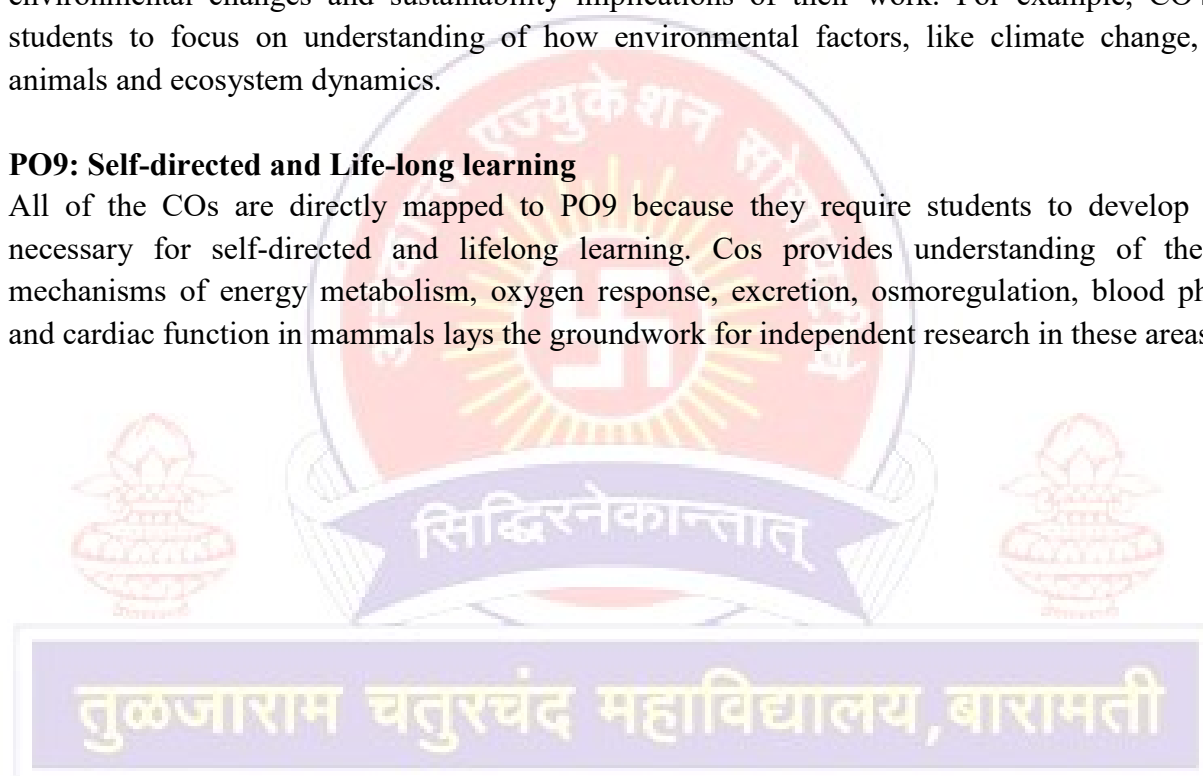 environmental changes and sustainability implications of their work. For example, CO
students to focus on understanding of how environmental factors, like climate change,
animals and ecosystem dynamics.
PO9: Self-directed and Life-long learning
All of the COs are directly mapped to PO9 because they require students to develop
necessary for self-directed and lifelong learning. Cos provides understanding of the
mechanisms of energy metabolism, oxygen response, excretion, osmoregulation, blood ph
and cardiac function in mammals lays the groundwork for independent research in these areas
अनेकान्त एज्युकेशन सोसायटीचे
सिद्धिरनेकान्तात्
तुळजाराम चतुरचंद महाविद्यालय,बारामती